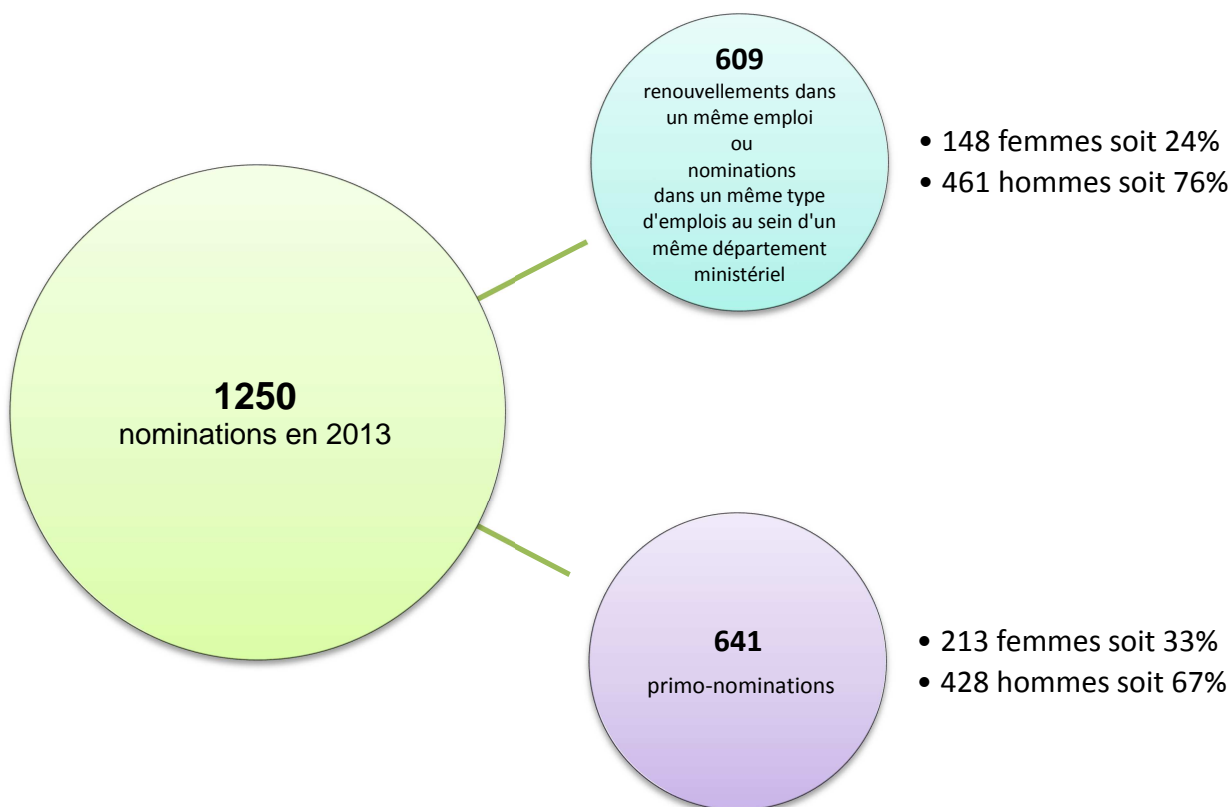 609
renouvellements dans
un même emploi
ou
nominations
dans un même type
d'emplois au sein d'un
même département
ministériel
• 148 femmes soit 24%
• 461 hommes soit 76%
1250
nominations en 2013
641
primo-nominations
• 213 femmes soit 33%
• 428 hommes soit 67%